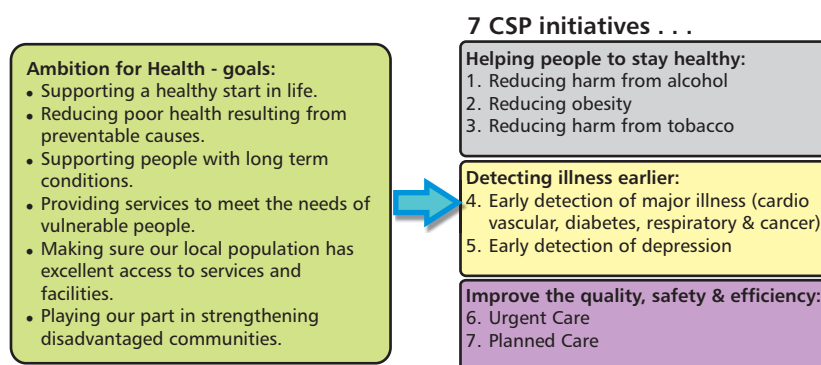 Ambition for Health - goals:
• Supporting a healthy start in life.
• Reducing poor health resulting from
preventable causes.
• Supporting people with long term
conditions.
• Providing services to meet the needs of
vulnerable people.
• Making sure our local population has
excellent access to services and
facilities.
• Playing our part in strengthening
disadvantaged communities.
7 CSP initiatives . . .
Helping people to stay healthy:
1. Reducing harm from alcohol
2. Reducing obesity
3. Reducing harm from tobacco
Detecting illness earlier:
4. Early detection of major illness (cardio
vascular, diabetes, respiratory & cancer)
5. Early detection of depression
Improve the quality, safety & efficiency:
6. Urgent Care
7. Planned Care